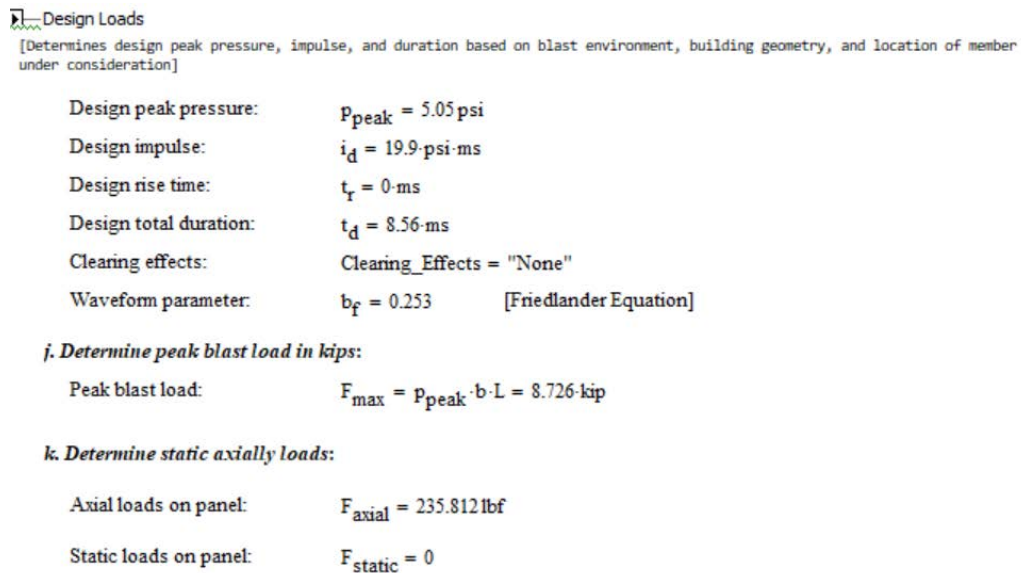 Design Loads
[Determines design peak pressure, impulse, and duration based on blast environment, building geometry, and location of member
under consideration]
Design peak pressure: p_peak = 5.05 psi
Design impulse: i_d = 19.9·psi·ms
Design rise time: t_r = 0·ms
Design total duration: t_d = 8.56·ms
Clearing effects: Clearing_Effects = "None"
Waveform parameter: b_f = 0.253 [Friedlander Equation]
j. Determine peak blast load in kips:
Peak blast load: F_max = p_peak·b·L = 8.726·kip
k. Determine static axially loads:
Axial loads on panel: F_axial = 235.812 lbf
Static loads on panel: F_static = 0